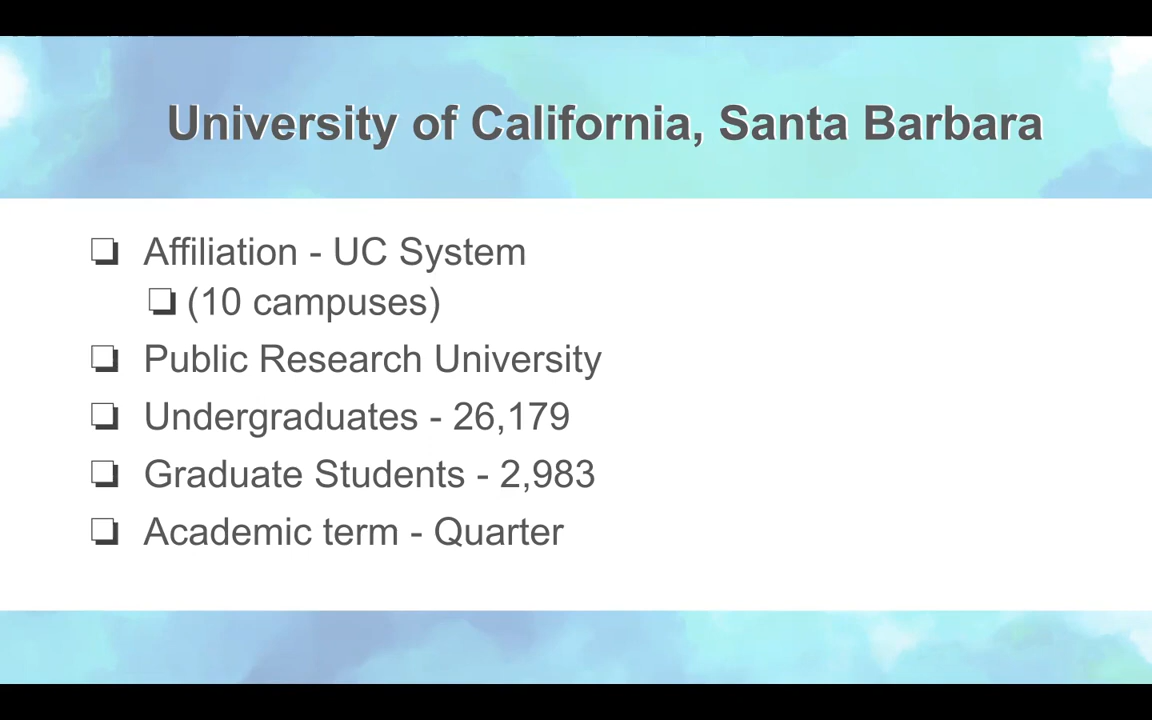 University of California, Santa Barbara
❏ Affiliation - UC System
❏ (10 campuses)
❏ Public Research University
❏ Undergraduates - 26,179
❏ Graduate Students - 2,983
❏ Academic term - Quarter